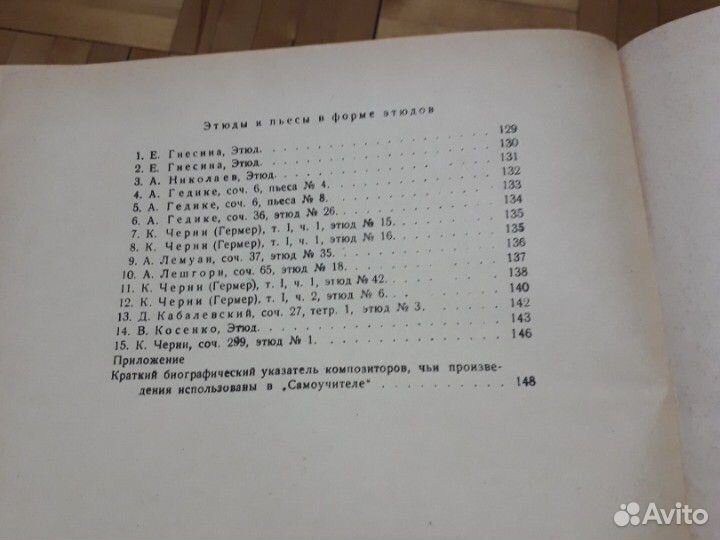 Этюды и пьесы в форме этюдов
1. Е. Гнесина, Этюд. . . . . . . . . . . . 129
2. Е. Гнесина, Этюд. . . . . . . . . . . . 130
3. А. Николаев, Этюд. . . . . . . . . . . . 131
4. А. Гедике, соч. 6, пьеса № 4. . . . . . . . . . 132
5. А. Гедике, соч. 6, пьеса № 8. . . . . . . . . . 133
6. А. Гедике, соч. 36, этюд № 26. . . . . . . . . . 134
7. К. Черни (Гермер), т. I, ч. 1, этюд № 15. . . . . . . 135
8. К. Черни (Гермер), т. I, ч. 1, этюд № 16. . . . . . . 135
9. А. Лемуан, соч. 37, этюд № 35. . . . . . . . . . 136
10. А. Лешгорн, соч. 65, этюд № 18. . . . . . . . . . 137
11. К. Черни (Гермер), т. I, ч. 1, этюд № 42. . . . . . . 138
12. К. Черни (Гермер), т. I, ч. 2, этюд № 6. . . . . . . 140
13. Д. Кабалевский, соч. 27, тетр. 1, этюд № 3. . . . . . 142
14. В. Косенко, Этюд. . . . . . . . . . . . 143
15. К. Черни, соч. 299, этюд № 1. . . . . . . . . . 146
Приложение
Краткий биографический указатель композиторов, чьи произве-
дения использованы в „Самоучителе“ . . . . . . . . 148
Avito